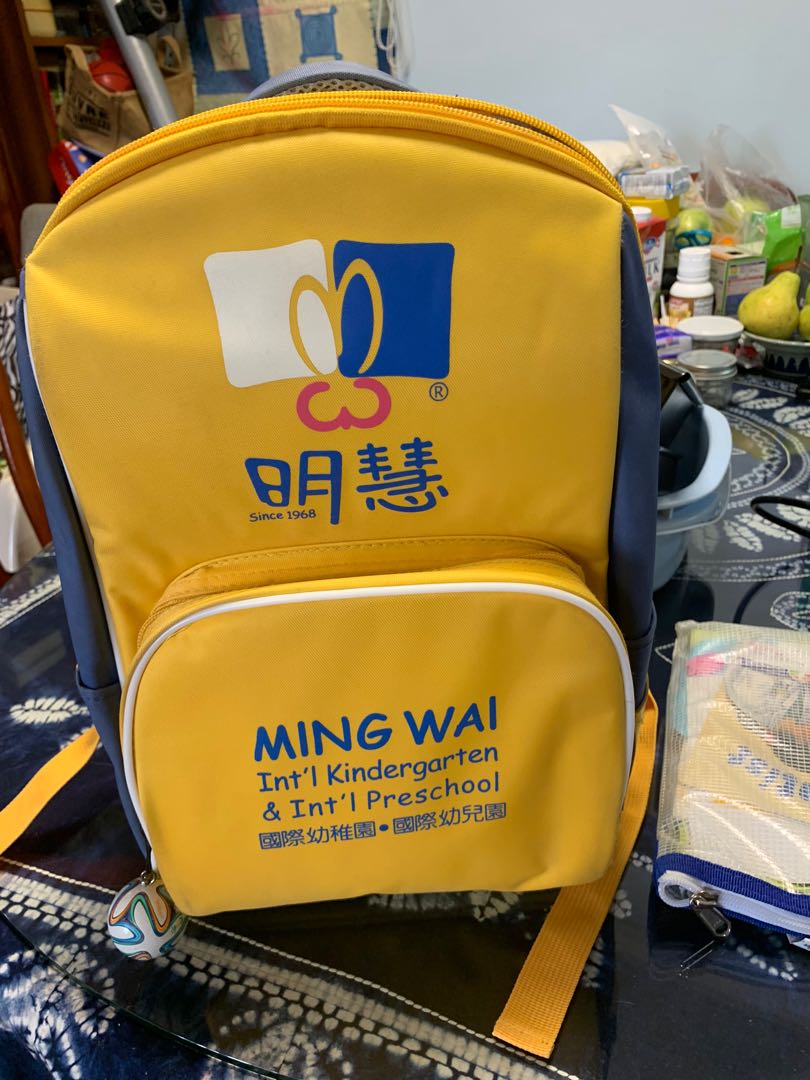 ®
明慧
Since 1968
MING WAI
Int'l Kindergarten
& Int'l Preschool
國際幼稚園•國際幼兒園